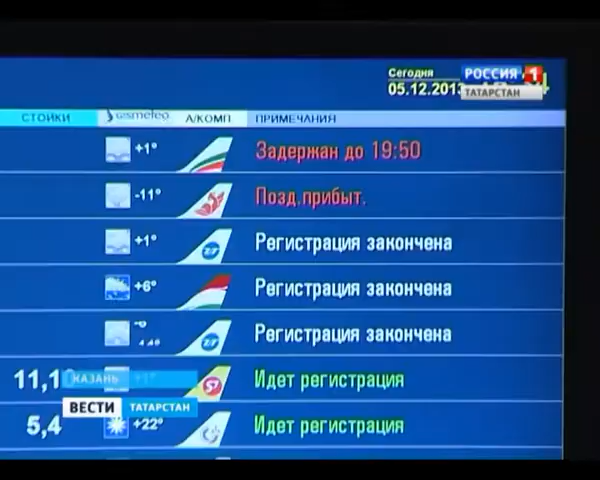 Сегодня
05.12.2013
РОССИЯ 1
ТАТАРСТАН
СТОЙКИ gismeteo А/КОМП ПРИМЕЧАНИЯ
+1° Задержан до 19:50
-11° Позд.прибыт.
+1° Регистрация закончена
+6° Регистрация закончена
Регистрация закончена
11,1 S7 Идет регистрация
КАЗАНЬ
5,4 +22° Идет регистрация
ВЕСТИ ТАТАРСТАН